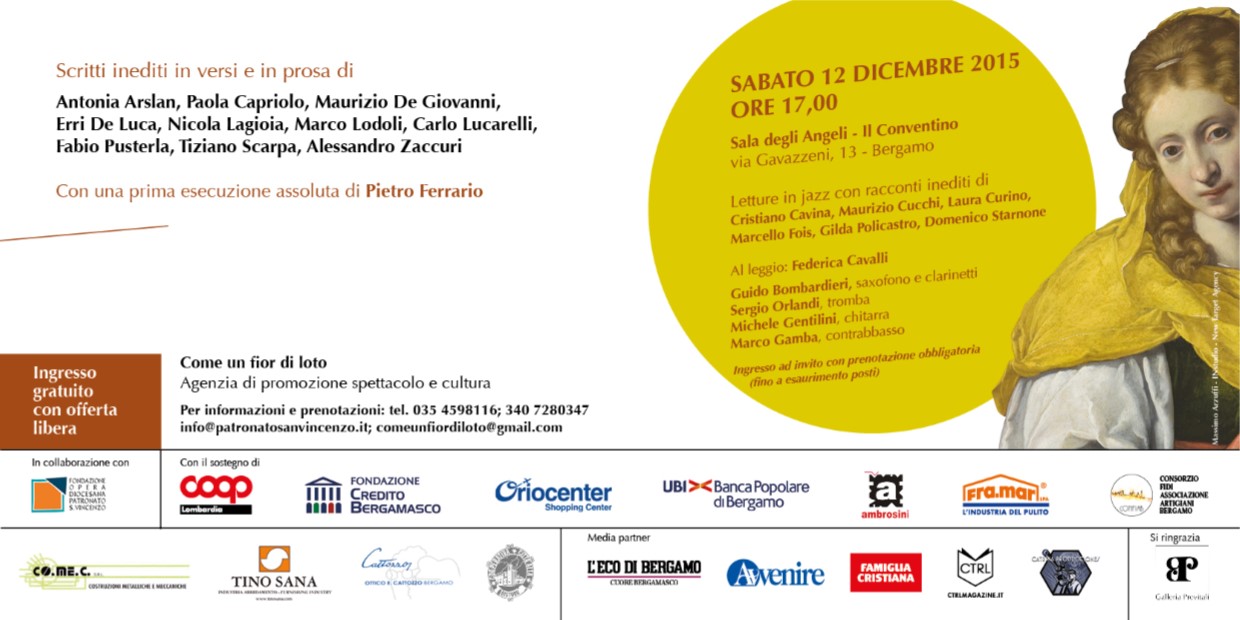 Scritti inediti in versi e in prosa di
Antonia Arslan, Paola Capriolo, Maurizio De Giovanni,
Erri De Luca, Nicola Lagioia, Marco Lodoli, Carlo Lucarelli,
Fabio Pusterla, Tiziano Scarpa, Alessandro Zaccuri
Con una prima esecuzione assoluta di Pietro Ferrario
SABATO 12 DICEMBRE 2015
ORE 17,00
Sala degli Angeli - Il Conventino
via Gavazzeni, 13 - Bergamo
Letture in jazz con racconti inediti di
Cristiano Cavina, Maurizio Cucchi, Laura Curino,
Marcello Fois, Gilda Policastro, Domenico Starnone
Al leggio: Federica Cavalli
Guido Bombardieri, saxofono e clarinetti
Sergio Orlandi, tromba
Michele Gentilini, chitarra
Marco Gamba, contrabbasso
Ingresso ad invito con prenotazione obbligatoria
(fino a esaurimento posti)
Ingresso
gratuito
con offerta
libera
Come un fior di loto
Agenzia di promozione spettacolo e cultura
Per informazioni e prenotazioni: tel. 035 4598116; 340 7280347
info@patronatosanvincenzo.it; comeunfiordiloto@gmail.com
In collaborazione con
FONDAZIONE
OPERA
DIOCESANA
PATRONATO
S. VINCENZO
Con il sostegno di
coop
Lombardia
FONDAZIONE
CREDITO
BERGAMASCO
Oriocenter
Shopping Center
UBI Banca Popolare
di Bergamo
a
ambrosini
Fra.mar S.P.A.
L'INDUSTRIA DEL PULITO
CONSORZIO
FIDI
ASSOCIAZIONE
ARTIGIANI
BERGAMO
CO.ME.C. S.R.L.
COSTRUZIONI METALLICHE E MECCANICHE
TINO SANA
www.tinosana.com
Cattozzo
OTTICO E. CATTOZZO BERGAMO
Media partner
L'ECO DI BERGAMO
CUORE BERGAMASCO
Avvenire
FAMIGLIA
CRISTIANA
CTRL
CTRLMAGAZINE.IT
Si ringrazia
BP
Galleria Previtali